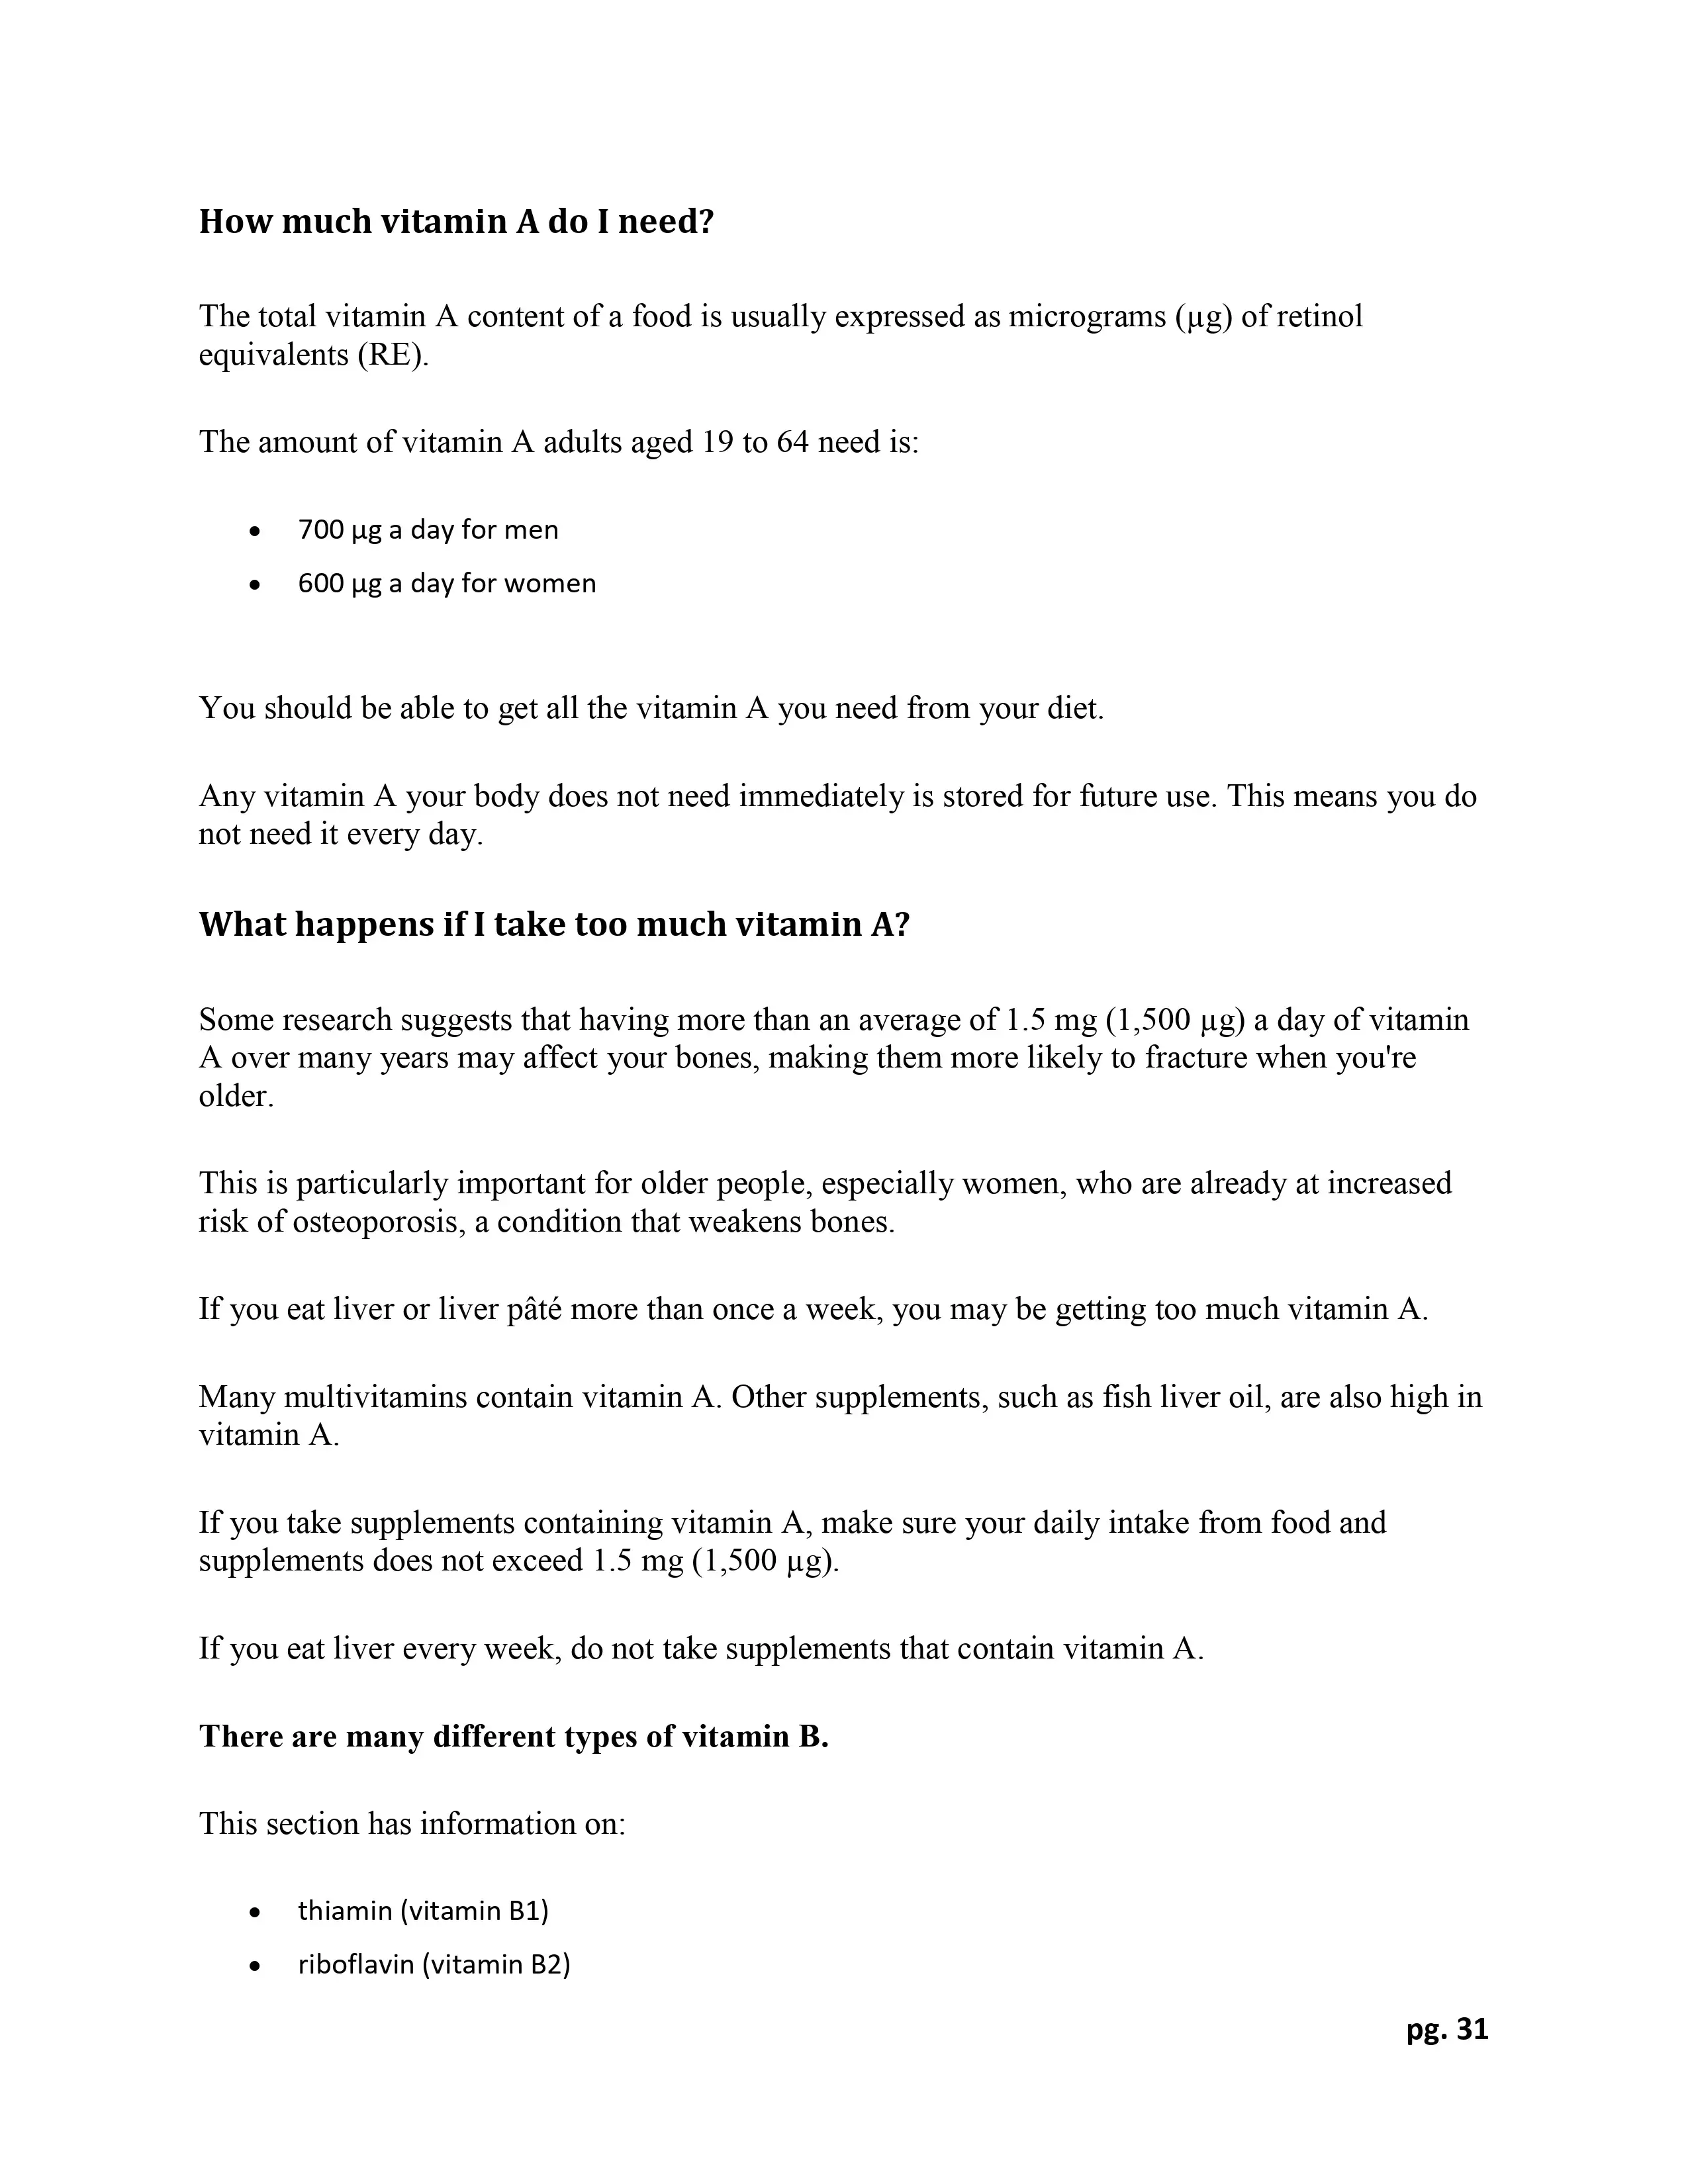 How much vitamin A do I need?
The total vitamin A content of a food is usually expressed as micrograms (µg) of retinol
equivalents (RE).
The amount of vitamin A adults aged 19 to 64 need is:
• 700 µg a day for men
• 600 µg a day for women
You should be able to get all the vitamin A you need from your diet.
Any vitamin A your body does not need immediately is stored for future use. This means you do
not need it every day.
What happens if I take too much vitamin A?
Some research suggests that having more than an average of 1.5 mg (1,500 µg) a day of vitamin
A over many years may affect your bones, making them more likely to fracture when you're
older.
This is particularly important for older people, especially women, who are already at increased
risk of osteoporosis, a condition that weakens bones.
If you eat liver or liver pâté more than once a week, you may be getting too much vitamin A.
Many multivitamins contain vitamin A. Other supplements, such as fish liver oil, are also high in
vitamin A.
If you take supplements containing vitamin A, make sure your daily intake from food and
supplements does not exceed 1.5 mg (1,500 µg).
If you eat liver every week, do not take supplements that contain vitamin A.
There are many different types of vitamin B.
This section has information on:
• thiamin (vitamin B1)
• riboflavin (vitamin B2)
pg. 31